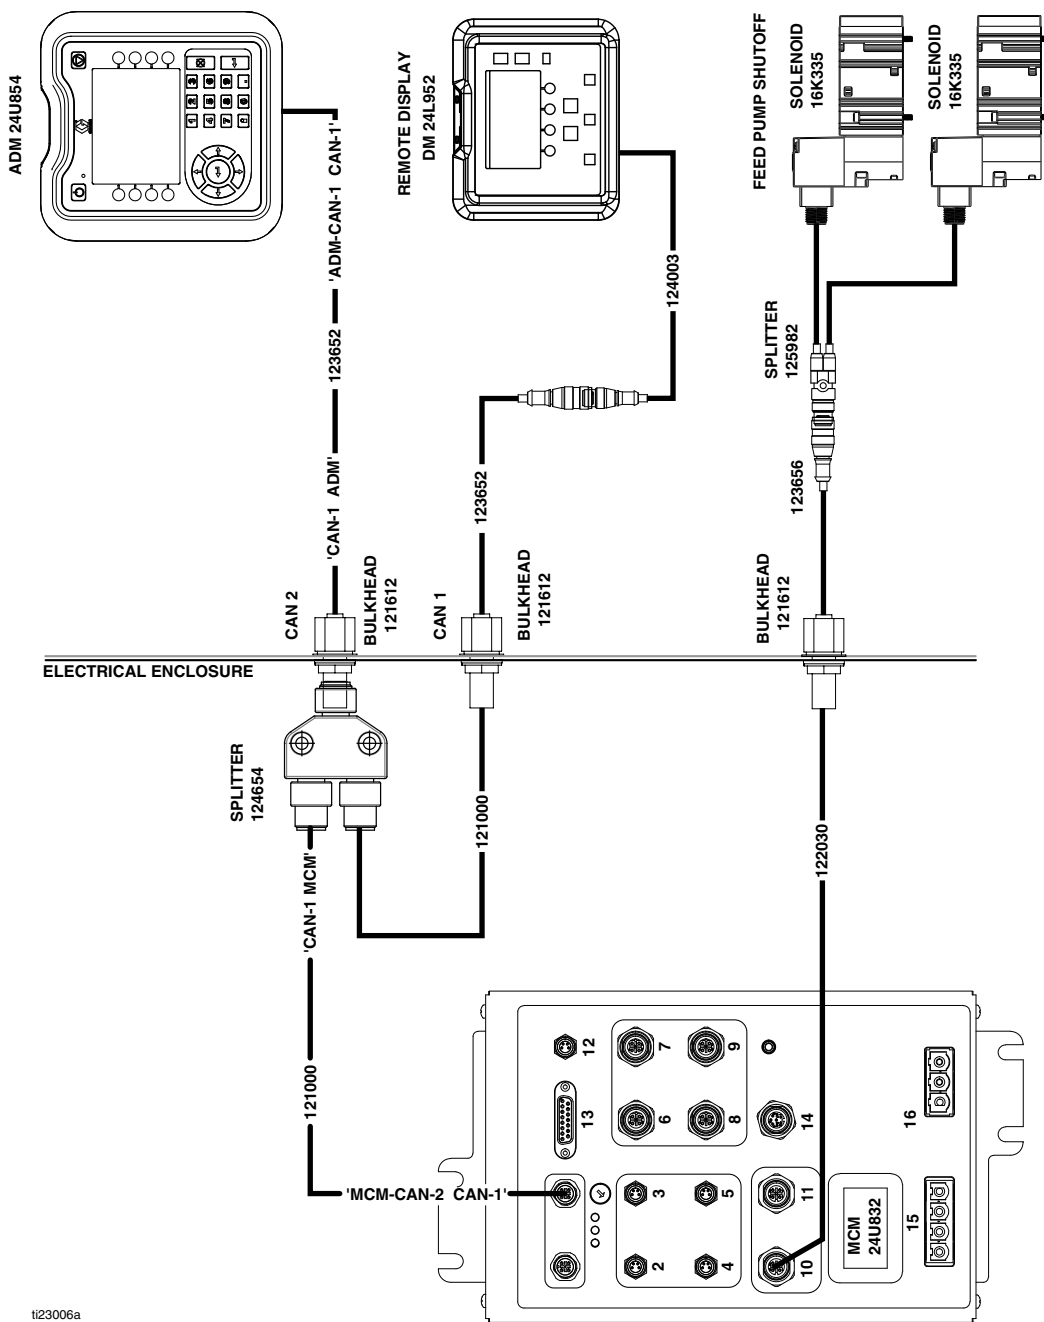 ADM 24U854
REMOTE DISPLAY
DM 24L952
FEED PUMP SHUTOFF
SOLENOID
16K335
SOLENOID
16K335
'ADM-CAN-1 CAN-1'
123652
'CAN-1 ADM'
124003
123652
SPLITTER
125982
123656
CAN 2
BULKHEAD
121612
CAN 1
BULKHEAD
121612
BULKHEAD
121612
ELECTRICAL ENCLOSURE
SPLITTER
124654
'CAN-1 MCM'
121000
121000
122030
'MCM-CAN-2 CAN-1'
12
13
7
9
6
8
14
16
3
5
11
2
4
10
MCM
24U832
15
ti23006a